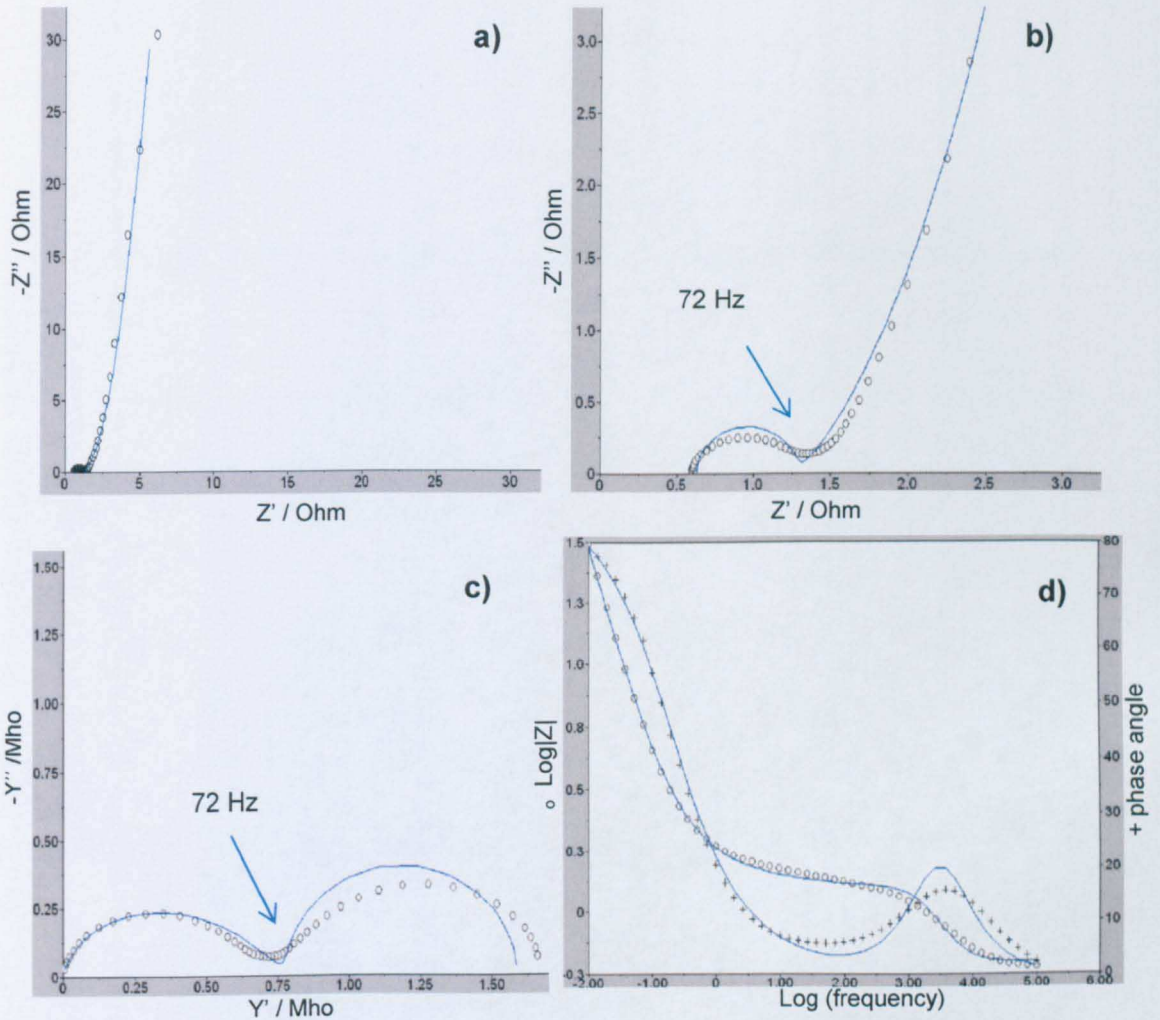 a)
30
25
20
15
10
5
0
-Z'' / Ohm
0 5 10 15 20 25 30
Z' / Ohm
b)
3.0
2.5
2.0
1.5
1.0
0.5
0
-Z'' / Ohm
72 Hz
0 0.5 1.0 1.5 2.0 2.5 3.0
Z' / Ohm
c)
1.50
1.25
1.00
0.75
0.50
0.25
0
-Y'' /Mho
72 Hz
0 0.25 0.50 0.75 1.00 1.25 1.50
Y' / Mho
d)
1.5
1.3
1.0
0.8
0.5
0.3
0
-0.3
o Log|Z|
80
70
60
50
40
30
20
10
0
+ phase angle
-2.00 -1.00 0.00 1.00 2.00 3.00 4.00 5.00 6.00
Log (frequency)